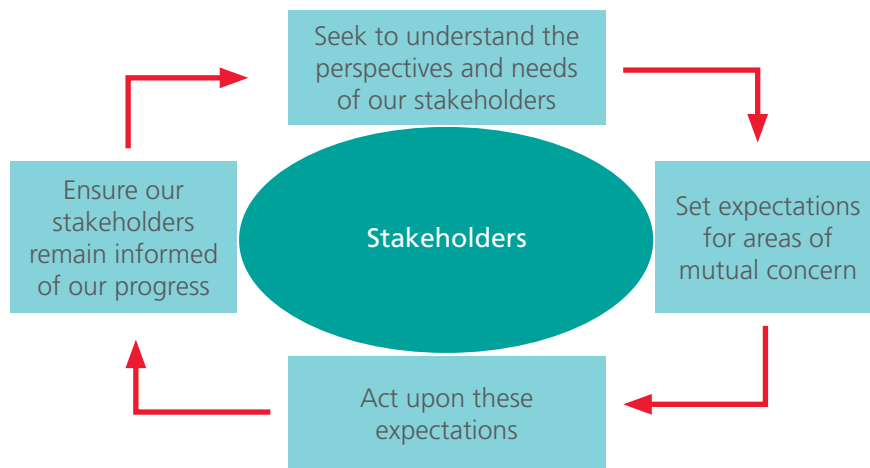 Seek to understand the
perspectives and needs
of our stakeholders
Ensure our
stakeholders
remain informed
of our progress
Stakeholders
Set expectations
for areas of
mutual concern
Act upon these
expectations